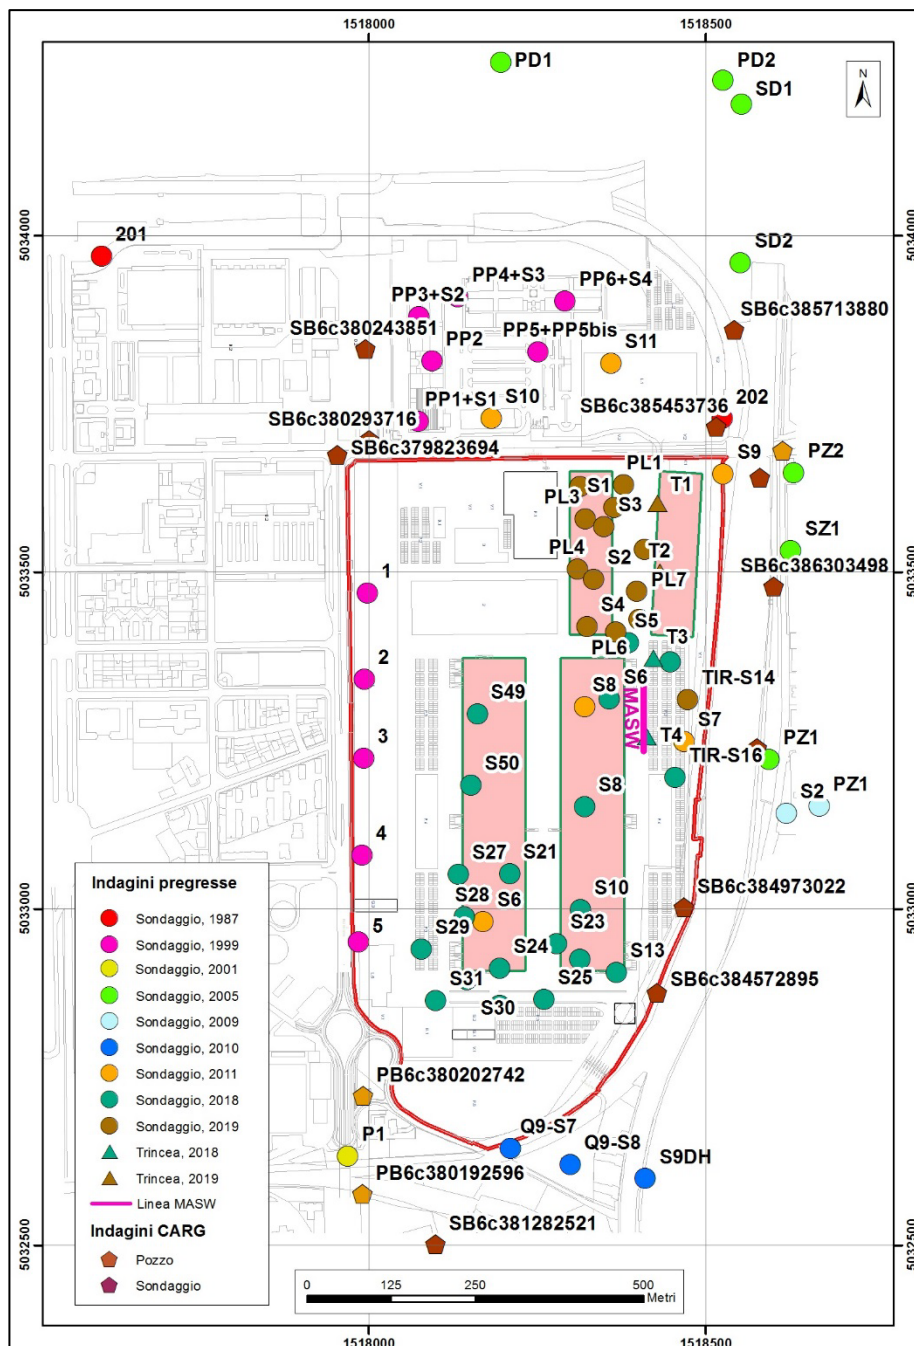 1518000
1518500
PD1
PD2
SD1
N
5034000
5034000
201
SD2
PP4+S3
PP6+S4
PP3+S2
SB6c385713880
SB6c380243851
PP2
PP5+PP5bis
S11
PP1+S1
S10
SB6c385453736
202
SB6c380293716
SB6c379823694
S9
PZ2
PL1
T1
S1
PL3
S3
SZ1
PL4
S2
T2
5033500
5033500
1
PL7
SB6c386303498
S4
S5
PL6
T3
2
S6
TIR-S14
S49
S8
MASW
S7
3
T4
PZ1
TIR-S16
S50
S8
S2
PZ1
4
S27
S21
Indagini pregresse
S28
S6
S10
SB6c384973022
5033000
5033000
Sondaggio, 1987
S29
S23
5
Sondaggio, 1999
S24
S13
Sondaggio, 2001
S31
S25
SB6c384572895
Sondaggio, 2005
S30
Sondaggio, 2009
Sondaggio, 2010
PB6c380202742
Sondaggio, 2011
Sondaggio, 2018
Sondaggio, 2019
Q9-S7
Trincea, 2018
P1
Q9-S8
Trincea, 2019
PB6c380192596
S9DH
Linea MASW
Indagini CARG
SB6c381282521
5032500
5032500
Pozzo
Sondaggio
0 125 250 500
Metri
1518000
1518500